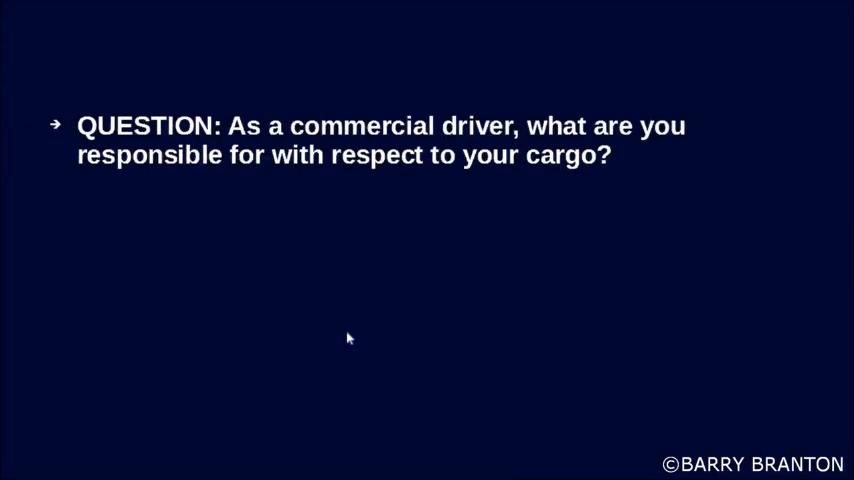 → QUESTION: As a commercial driver, what are you
responsible for with respect to your cargo?
©BARRY BRANTON